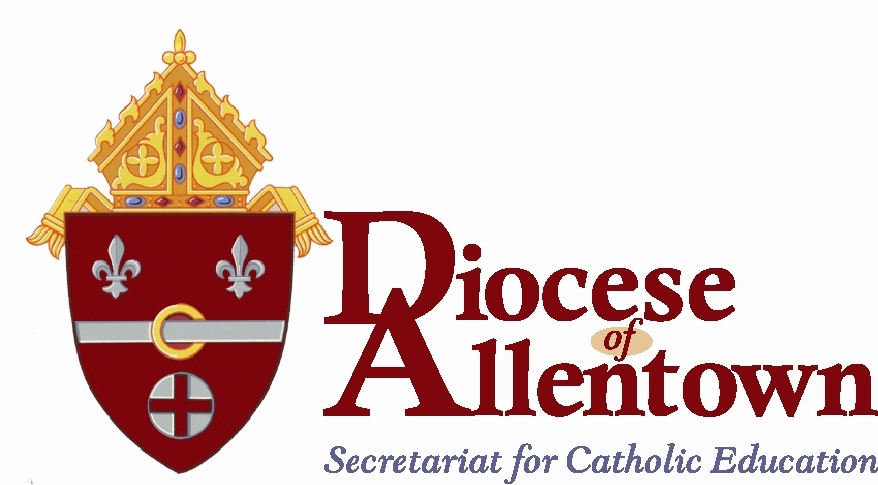 Diocese
of
Allentown
Secretariat for Catholic Education